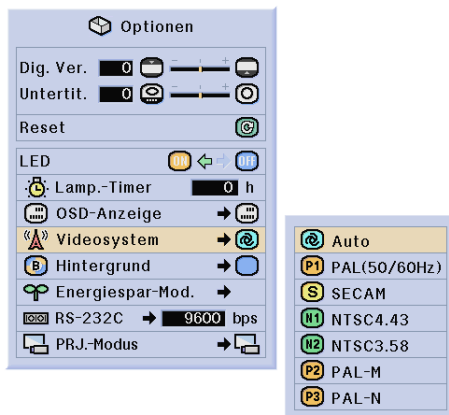 Optionen
Dig. Ver. 0 - +
Untertit. 0 - +
Reset
LED ON OFF
Lamp.-Timer 0 h
OSD-Anzeige
Videosystem
B Hintergrund
Energiespar-Mod.
RS-232C 9600 bps
PRJ.-Modus
Auto
P1 PAL(50/60Hz)
S SECAM
N1 NTSC4.43
N2 NTSC3.58
P2 PAL-M
P3 PAL-N